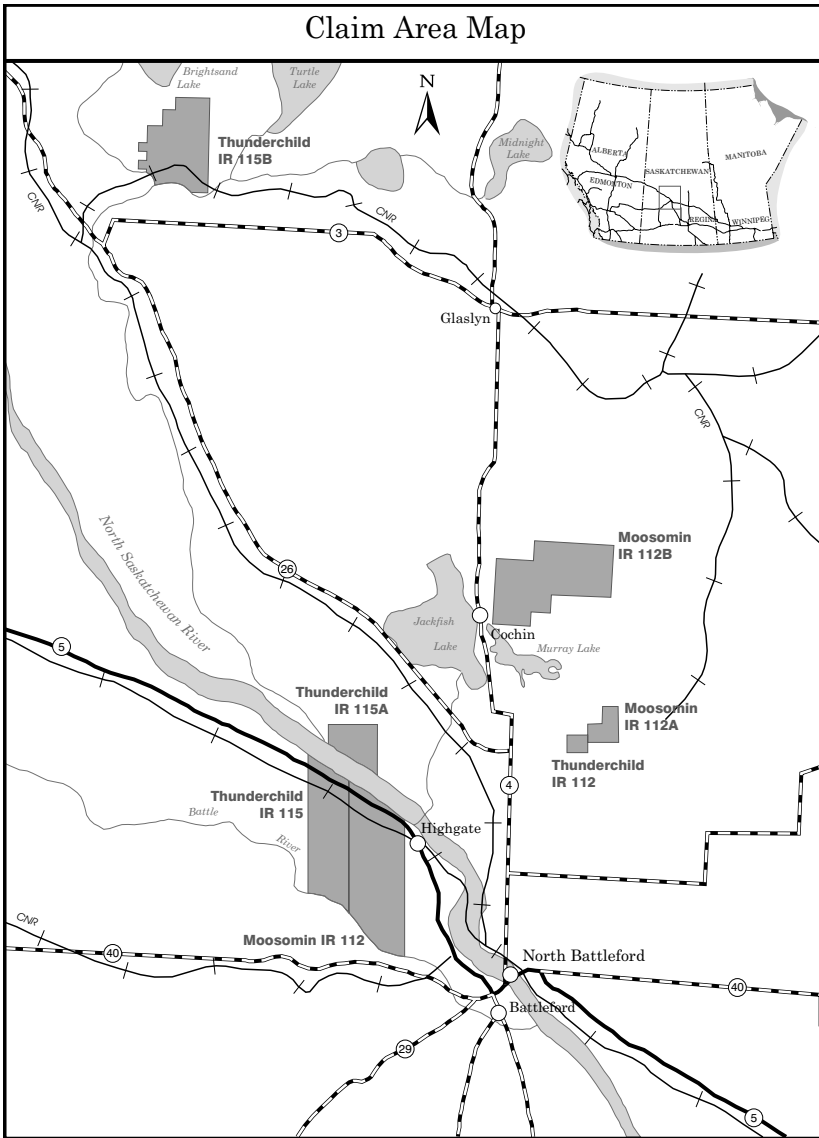 Claim Area Map
Brightsand
Lake
Turtle
Lake
N
Thunderchild
IR 115B
Midnight
Lake
ALBERTA
MANITOBA
SASKATCHEWAN
EDMONTON
REGINA
WINNIPEG
CNR
CNR
3
Glaslyn
CNR
North Saskatchewan River
26
Moosomin
IR 112B
Jackfish
Lake
Cochin
Murray Lake
5
Thunderchild
IR 115A
Moosomin
IR 112A
Thunderchild
IR 112
4
Thunderchild
IR 115
Battle
River
Highgate
CNR
Moosomin IR 112
40
North Battleford
40
Battleford
29
5